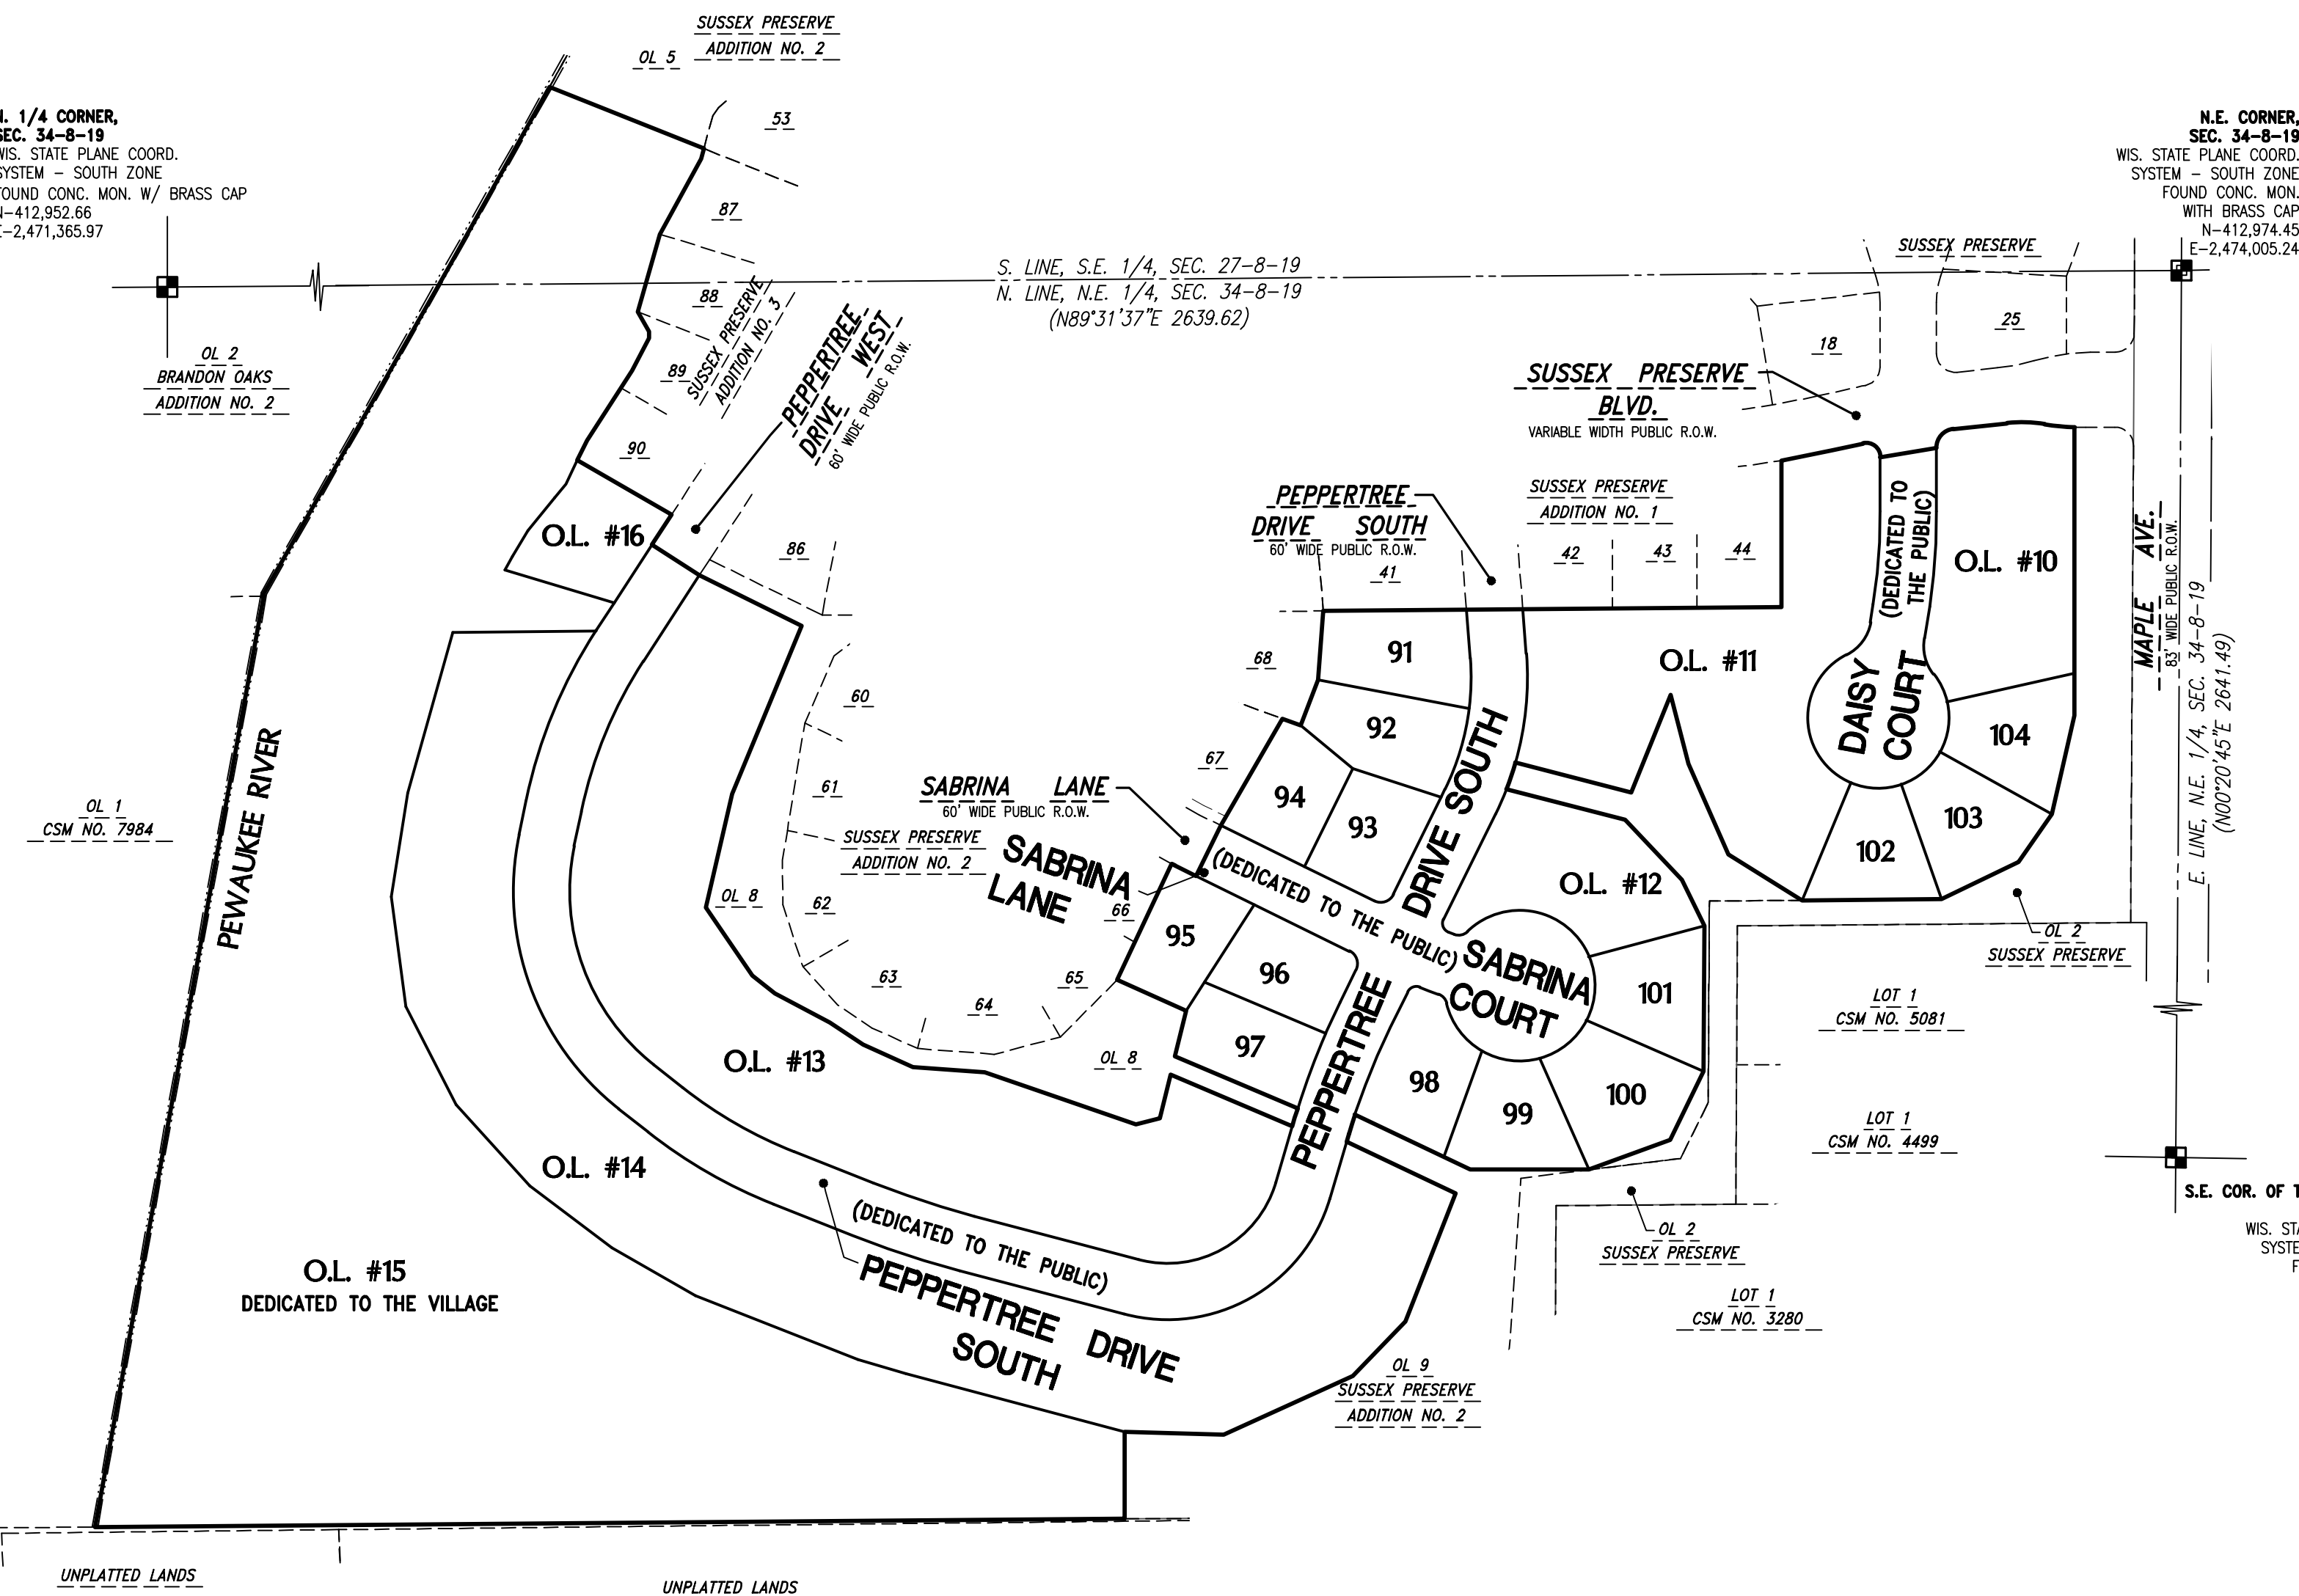 SUSSEX PRESERVE
ADDITION NO. 2
OL 5
53
1/4 CORNER,
SEC. 34-8-19
WIS. STATE PLANE COORD.
SYSTEM - SOUTH ZONE
FOUND CONC. MON. W/ BRASS CAP
N-412,952.66
E-2,471,365.97
N.E. CORNER,
SEC. 34-8-19
WIS. STATE PLANE COORD.
SYSTEM - SOUTH ZONE
FOUND CONC. MON.
WITH BRASS CAP
N-412,974.45
E-2,474,005.24
87
88
89
90
SUSSEX PRESERVE
ADDITION NO. 3
PEPPERTREE
DRIVE WEST
60' WIDE PUBLIC R.O.W.
S. LINE, S.E. 1/4, SEC. 27-8-19
N. LINE, N.E. 1/4, SEC. 34-8-19
(N89°31'37"E 2639.62)
SUSSEX PRESERVE
18
25
OL 2
BRANDON OAKS
ADDITION NO. 2
SUSSEX PRESERVE
BLVD.
VARIABLE WIDTH PUBLIC R.O.W.
PEPPERTREE
DRIVE SOUTH
60' WIDE PUBLIC R.O.W.
41
SUSSEX PRESERVE
ADDITION NO. 1
42
43
44
(DEDICATED TO
THE PUBLIC)
O.L. #10
MAPLE AVE.
83' WIDE PUBLIC R.O.W.
E. LINE, N.E. 1/4, SEC. 34-8-19
(N00°20'45"E 2641.49)
O.L. #16
86
68
91
O.L. #11
DAISY
COURT
60
92
104
PEWAUKEE RIVER
OL 1
CSM NO. 7984
61
SUSSEX PRESERVE
ADDITION NO. 2
SABRINA LANE
60' WIDE PUBLIC R.O.W.
67
94
93
DRIVE SOUTH
103
102
SABRINA
LANE
(DEDICATED TO THE PUBLIC)
O.L. #12
OL 8
62
66
95
96
63
64
65
SABRINA
COURT
101
OL 2
SUSSEX PRESERVE
LOT 1
CSM NO. 5081
O.L. #13
OL 8
97
PEPPERTREE
98
99
100
LOT 1
CSM NO. 4499
O.L. #14
S.E. COR. OF T
WIS. STA
SYSTE
F
(DEDICATED TO THE PUBLIC)
OL 2
SUSSEX PRESERVE
O.L. #15
DEDICATED TO THE VILLAGE
PEPPERTREE DRIVE
SOUTH
LOT 1
CSM NO. 3280
OL 9
SUSSEX PRESERVE
ADDITION NO. 2
UNPLATTED LANDS
UNPLATTED LANDS